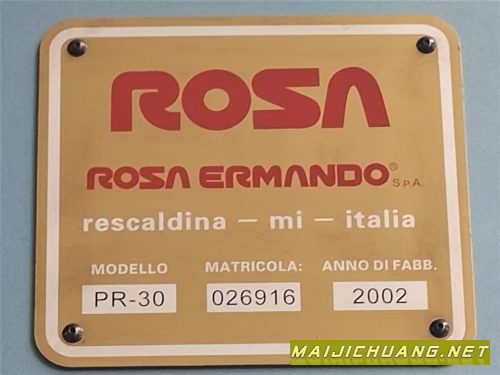 ROSA
ROSA ERMANDO® S.P.A.
rescaldina – mi – italia
MODELLO MATRICOLA: ANNO DI FABB.
PR-30 026916 2002
MAIJICHUANG.NET